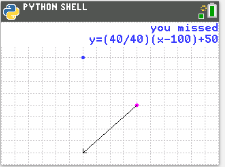 PYTHON SHELL
you missed
y=(40/40)(x-100)+50